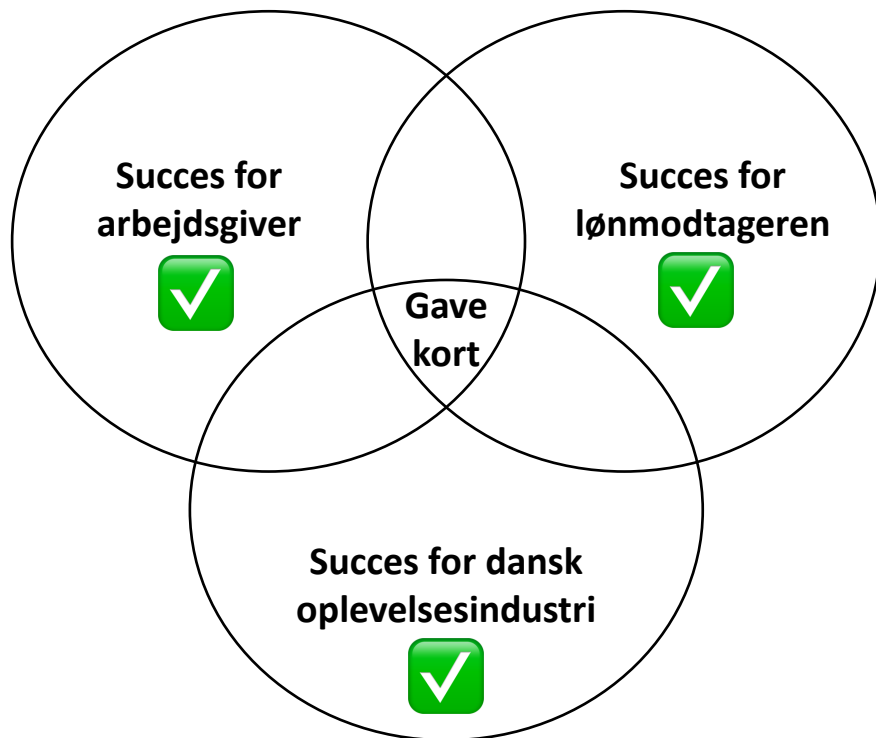 Succes for
arbejdsgiver
✅
Succes for
lønmodtageren
✅
Gave
kort
Succes for dansk
oplevelsesindustri
✅